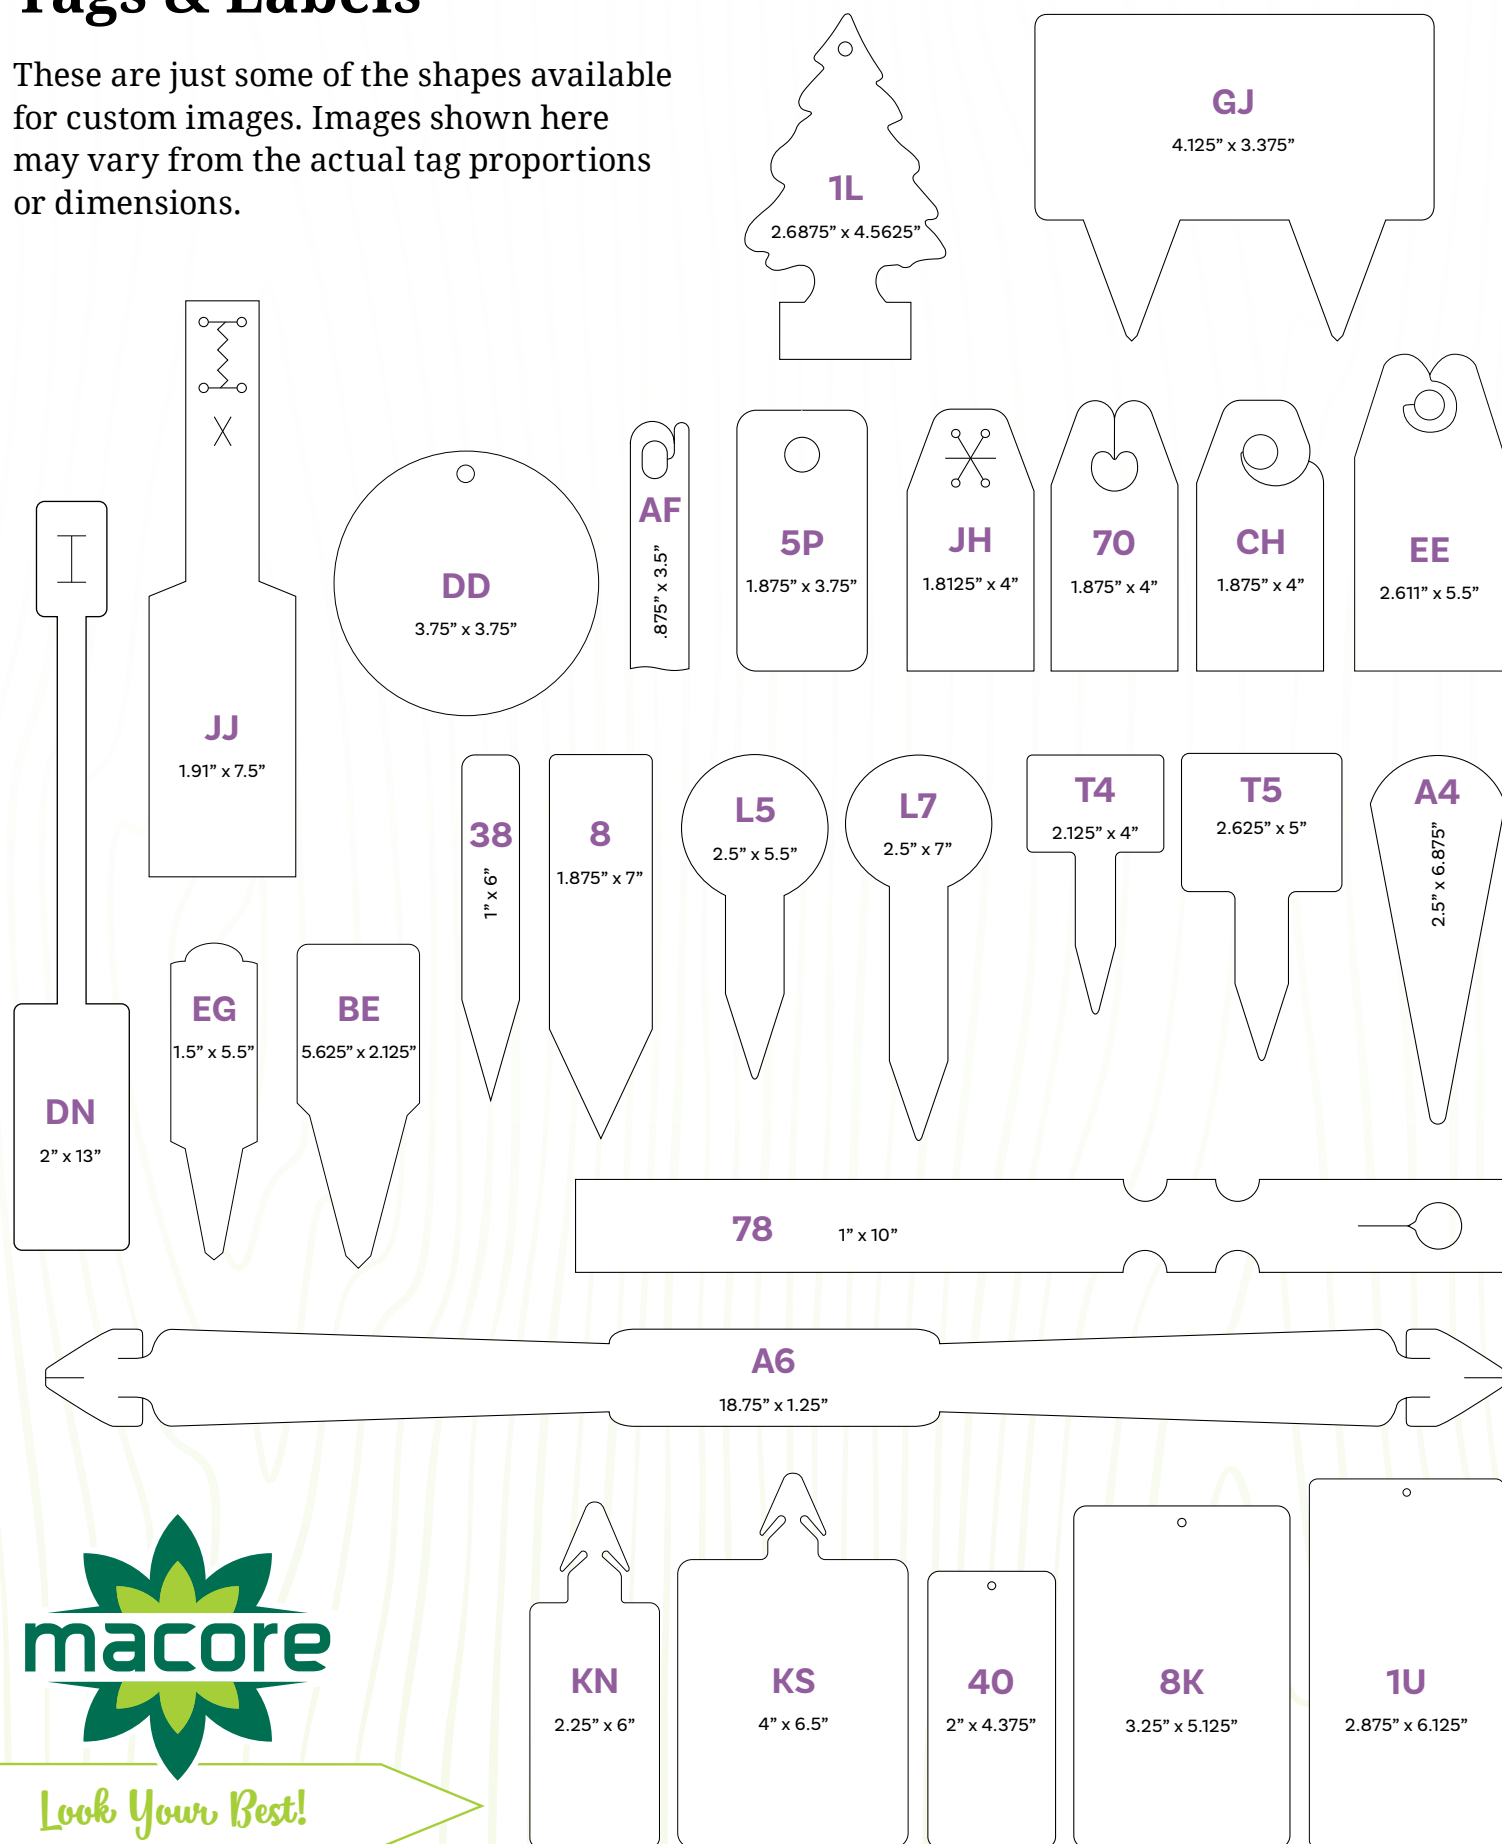 Tags & Labels
These are just some of the shapes available
for custom images. Images shown here
may vary from the actual tag proportions
or dimensions.
1L
2.6875” x 4.5625”
GJ
4.125” x 3.375”
JJ
1.91” x 7.5”
DD
3.75” x 3.75”
AF
.875” x 3.5”
5P
1.875” x 3.75”
JH
1.8125” x 4”
70
1.875” x 4”
CH
1.875” x 4”
EE
2.611” x 5.5”
38
1” x 6”
8
1.875” x 7”
L5
2.5” x 5.5”
L7
2.5” x 7”
T4
2.125” x 4”
T5
2.625” x 5”
A4
2.5” x 6.875”
DN
2” x 13”
EG
1.5” x 5.5”
BE
5.625” x 2.125”
78
1” x 10”
A6
18.75” x 1.25”
KN
2.25” x 6”
KS
4” x 6.5”
40
2” x 4.375”
8K
3.25” x 5.125”
1U
2.875” x 6.125”
macore
Look Your Best!